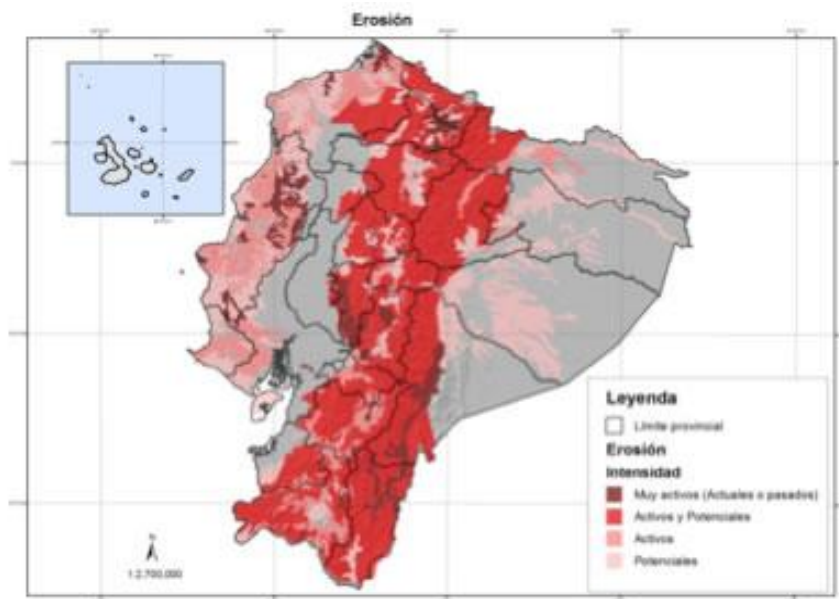 Erosión
Leyenda
Límite provincial
Erosión
Intensidad
Muy activos (Actuales o pasados)
Activos y Potenciales
Activos
Potenciales
N
1:2.700.000